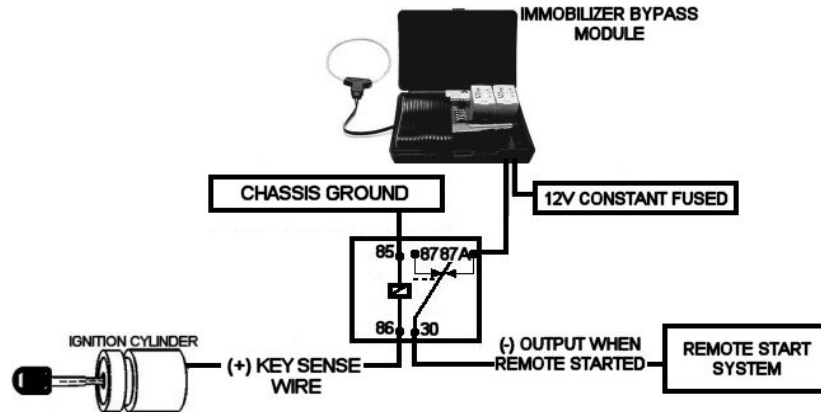 IMMOBILIZER BYPASS
MODULE
CHASSIS GROUND
12V CONSTANT FUSED
85
87
87A
86
30
IGNITION CYLINDER
(+) KEY SENSE
WIRE
(-) OUTPUT WHEN
REMOTE STARTED
REMOTE START
SYSTEM